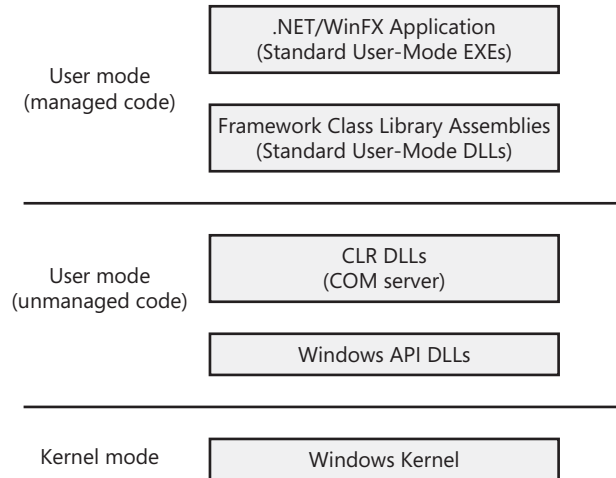 .NET/WinFX Application
(Standard User-Mode EXEs)
User mode
(managed code)
Framework Class Library Assemblies
(Standard User-Mode DLLs)
CLR DLLs
(COM server)
User mode
(unmanaged code)
Windows API DLLs
Kernel mode
Windows Kernel